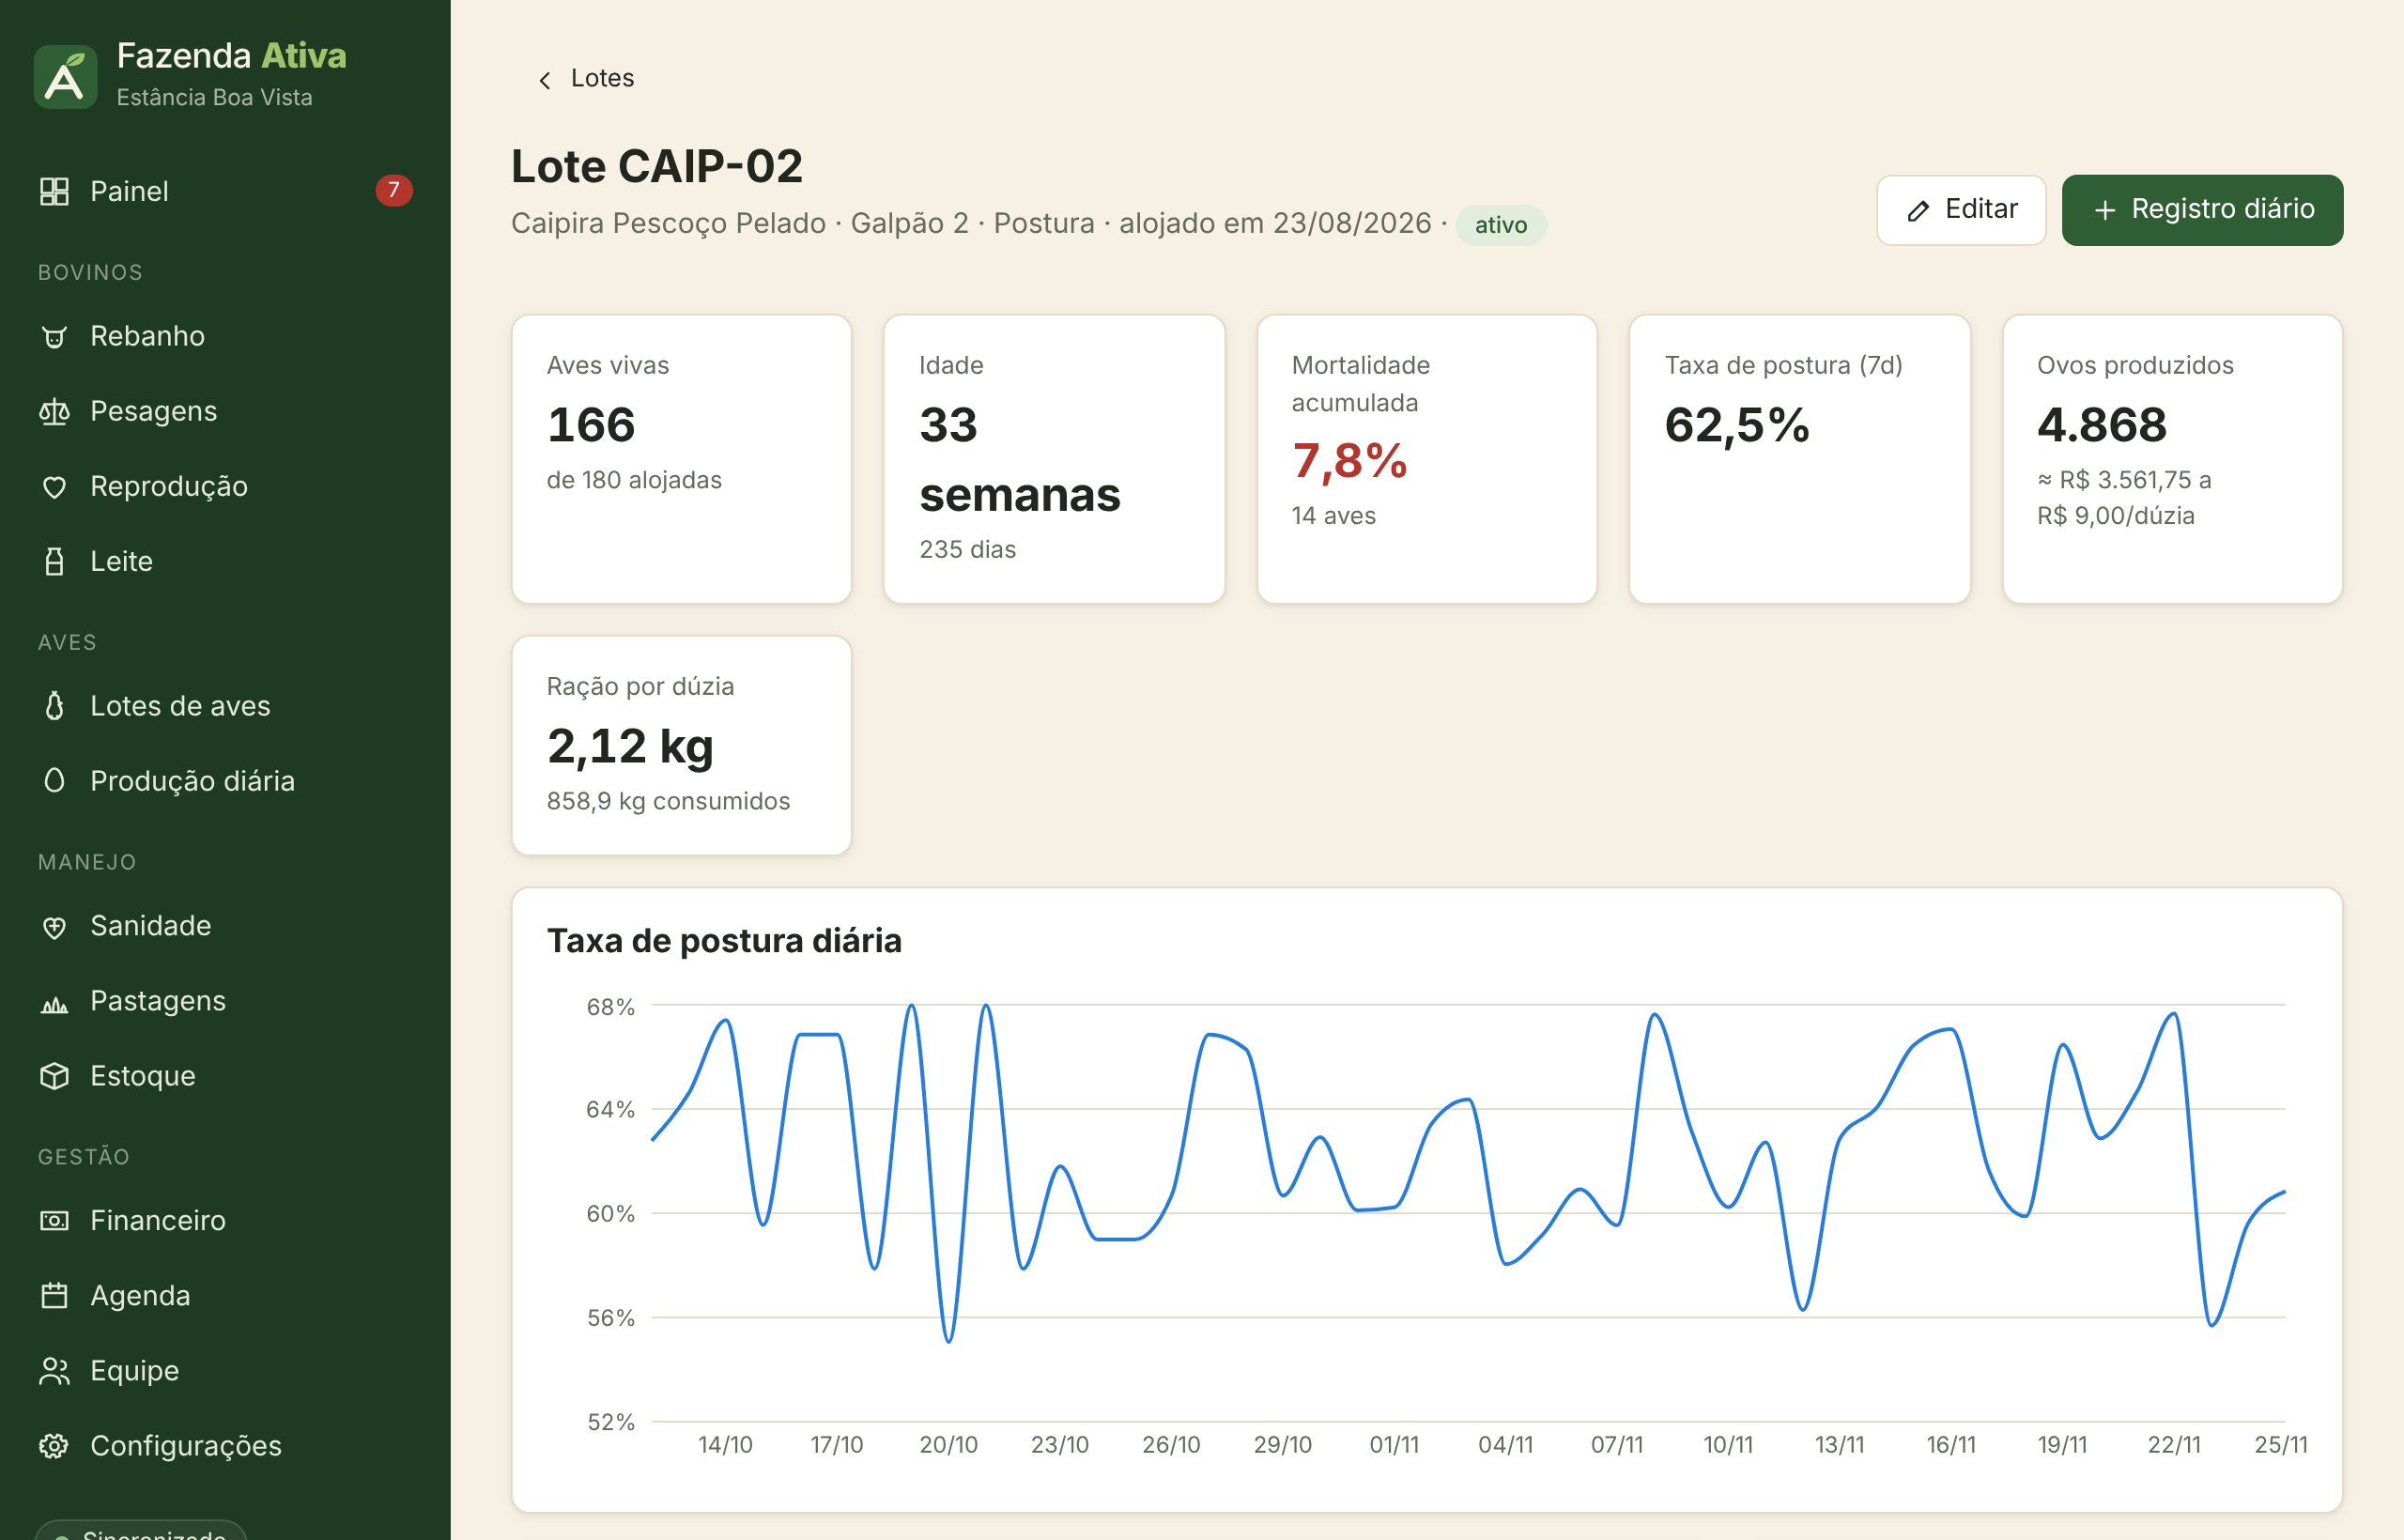 Fazenda Ativa
Estância Boa Vista
Painel
7
BOVINOS
Rebanho
Pesagens
Reprodução
Leite
AVES
Lotes de aves
Produção diária
MANEJO
Sanidade
Pastagens
Estoque
GESTÃO
Financeiro
Agenda
Equipe
Configurações
Sincronizado
Lotes
Lote CAIP-02
Caipira Pescoço Pelado · Galpão 2 · Postura · alojado em 23/08/2026 · ativo
Editar
Registro diário
Aves vivas
166
de 180 alojadas
Idade
33
semanas
235 dias
Mortalidade
acumulada
7,8%
14 aves
Taxa de postura (7d)
62,5%
Ovos produzidos
4.868
≈ R$ 3.561,75 a
R$ 9,00/dúzia
Ração por dúzia
2,12 kg
858,9 kg consumidos
Taxa de postura diária
68%
64%
60%
56%
52%
14/10 17/10 20/10 23/10 26/10 29/10 01/11 04/11 07/11 10/11 13/11 16/11 19/11 22/11 25/11